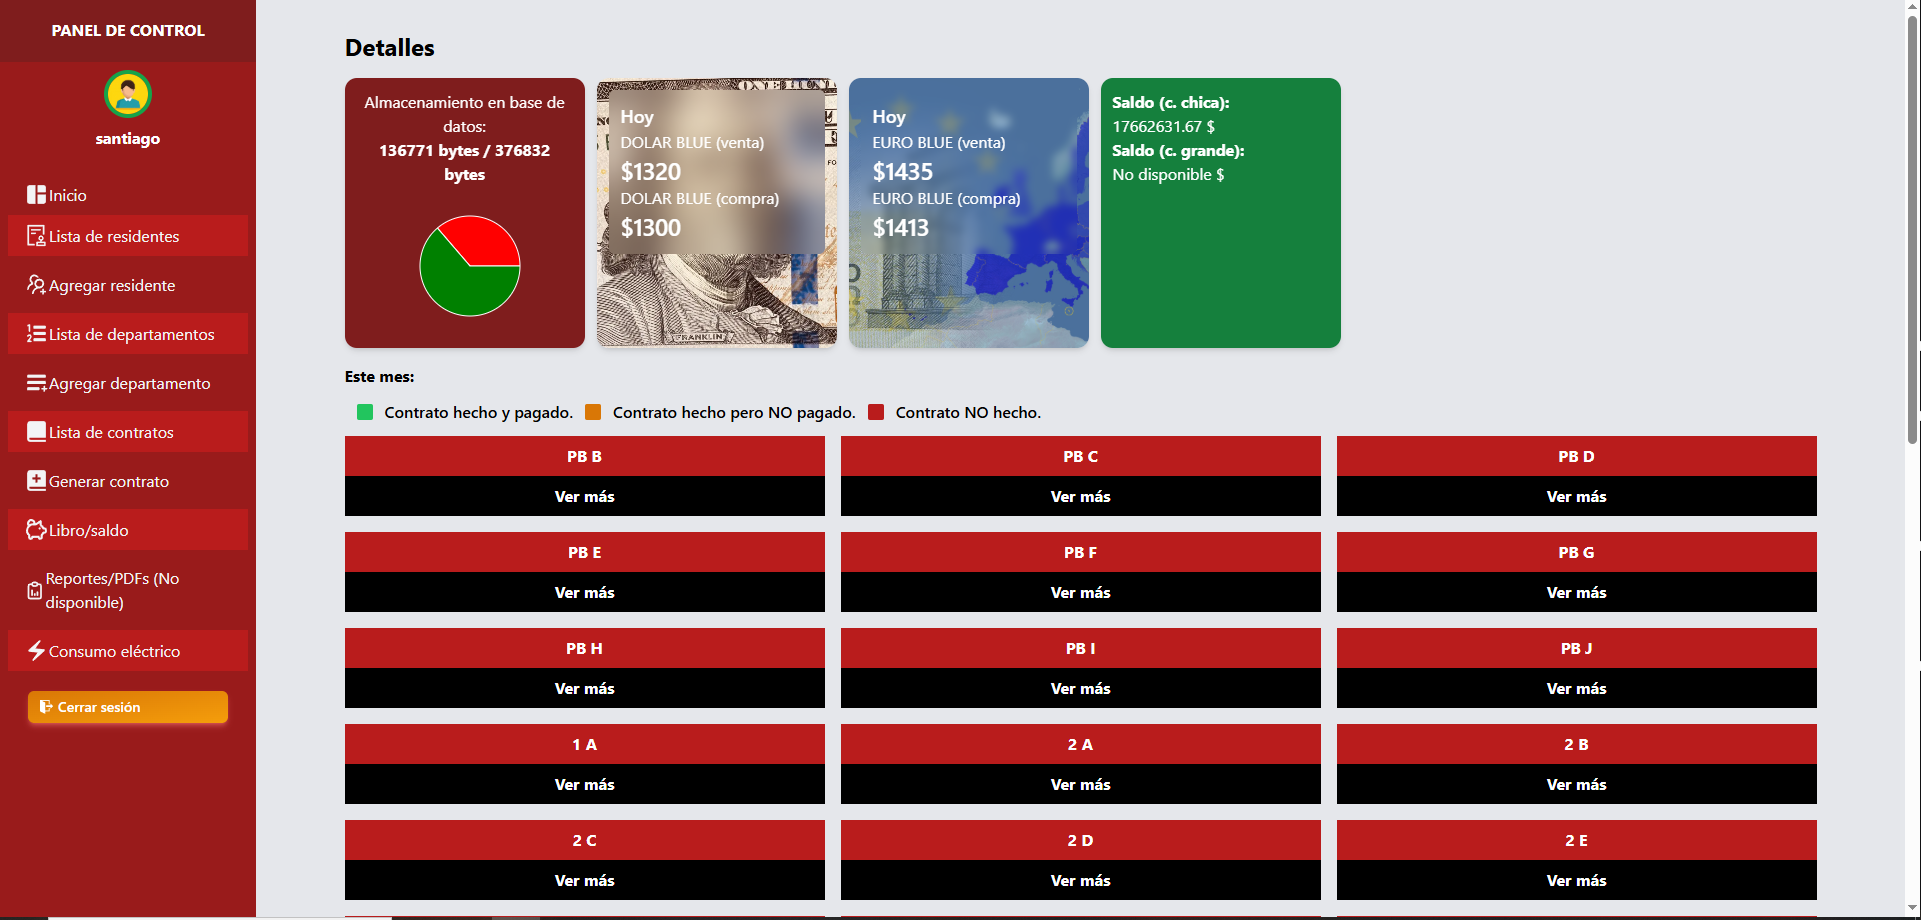 PANEL DE CONTROL
santiago
Inicio
Lista de residentes
Agregar residente
Lista de departamentos
Agregar departamento
Lista de contratos
Generar contrato
Libro/saldo
Reportes/PDFs (No
disponible)
Consumo eléctrico
Cerrar sesión
Detalles
Almacenamiento en base de
datos:
136771 bytes / 376832
bytes
Hoy
DOLAR BLUE (venta)
$1320
DOLAR BLUE (compra)
$1300
FRANKLIN
Hoy
EURO BLUE (venta)
$1435
EURO BLUE (compra)
$1413
Saldo (c. chica):
17662631.67 $
Saldo (c. grande):
No disponible $
Este mes:
Contrato hecho y pagado. Contrato hecho pero NO pagado. Contrato NO hecho.
PB B PB C PB D
Ver más Ver más Ver más
PB E PB F PB G
Ver más Ver más Ver más
PB H PB I PB J
Ver más Ver más Ver más
1 A 2 A 2 B
Ver más Ver más Ver más
2 C 2 D 2 E
Ver más Ver más Ver más